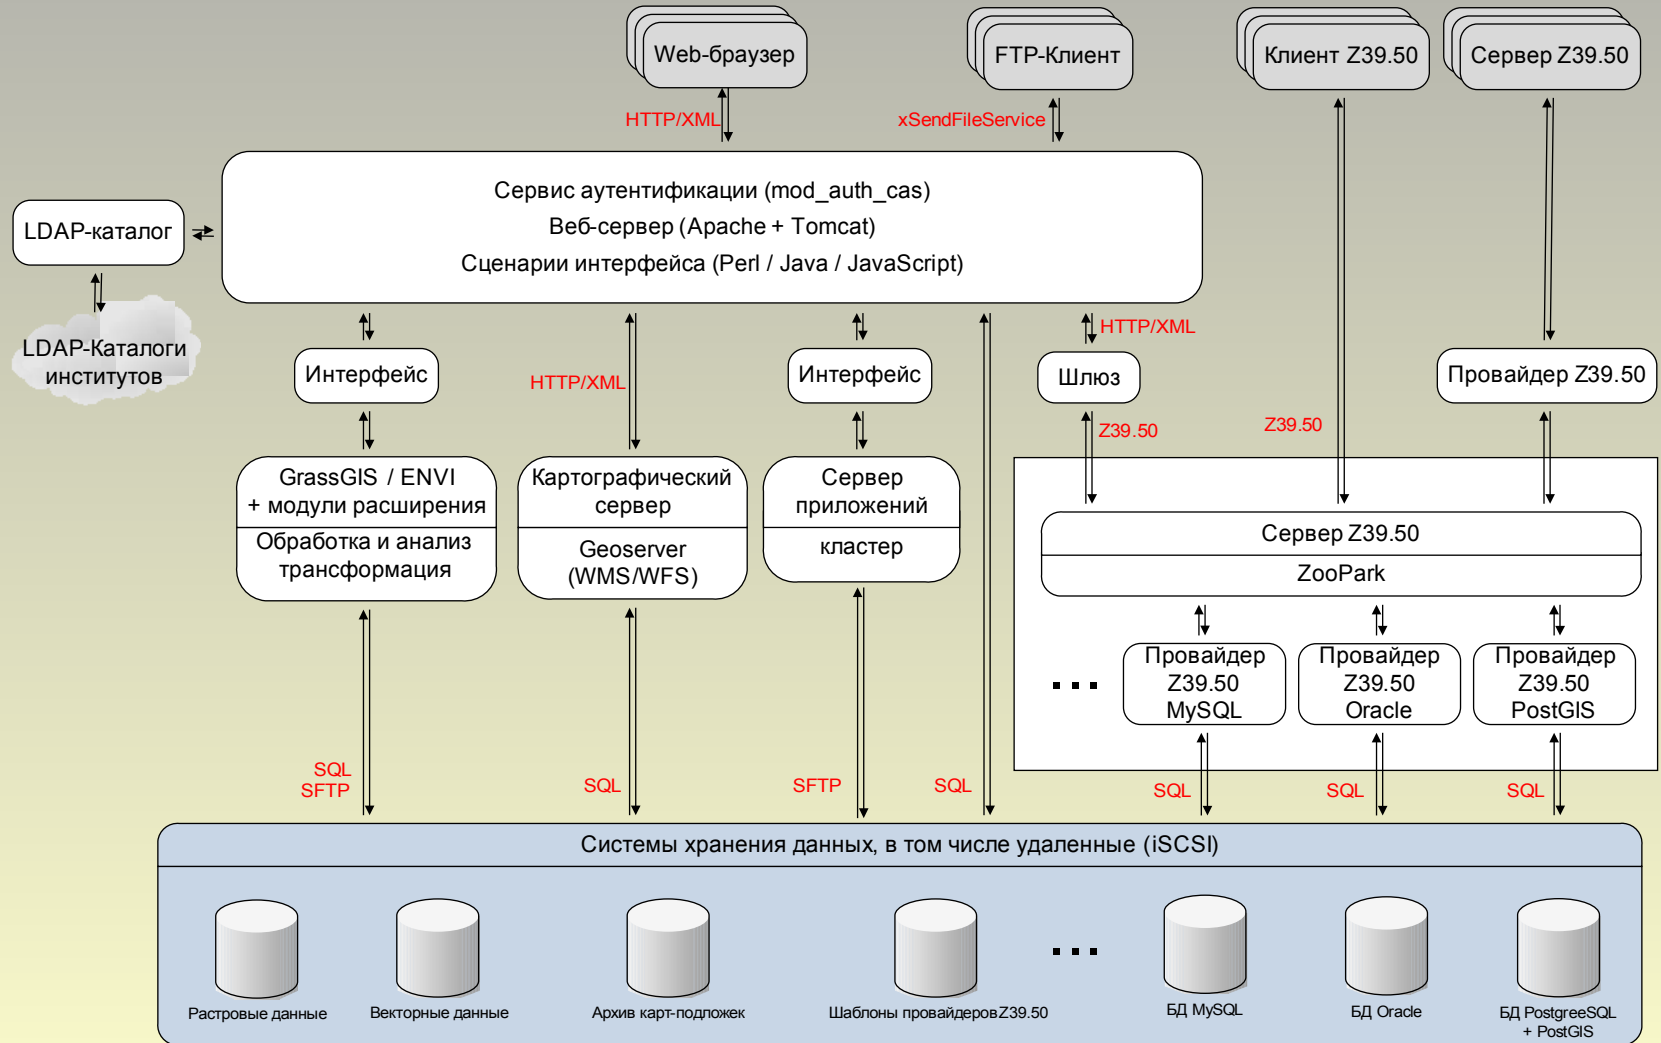 Web-браузер
FTP-Клиент
Клиент Z39.50
Сервер Z39.50
HTTP/XML
xSendFileService
Сервис аутентификации (mod_auth_cas)
Веб-сервер (Apache + Tomcat)
Сценарии интерфейса (Perl / Java / JavaScript)
LDAP-каталог
LDAP-Каталоги
институтов
Интерфейс
HTTP/XML
Интерфейс
HTTP/XML
Шлюз
Z39.50
Z39.50
Провайдер Z39.50
GrassGIS / ENVI
+ модули расширения
Обработка и анализ
трансформация
Картографический
сервер
Geoserver
(WMS/WFS)
Сервер
приложений
кластер
Сервер Z39.50
ZooPark
...
Провайдер
Z39.50
MySQL
Провайдер
Z39.50
Oracle
Провайдер
Z39.50
PostGIS
SQL
SFTP
SQL
SFTP
SQL
SQL
SQL
SQL
Системы хранения данных, в том числе удаленные (iSCSI)
Растровые данные
Векторные данные
Архив карт-подложек
Шаблоны провайдеровZ39.50
...
БД MySQL
БД Oracle
БД PostgreeSQL
+ PostGIS